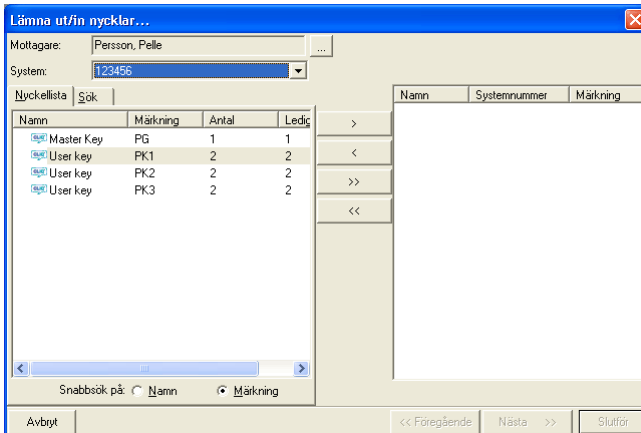 Lämna ut/in nycklar...
Mottagare: Persson, Pelle ...
System: 123456
Nyckellista Sök
Namn Märkning Antal Ledig
Master Key PG 1 1
User key PK1 2 2
User key PK2 2 2
User key PK3 2 2
>
<
>>
<<
Namn Systemnummer Märkning
Snabbsök på: Namn Märkning
Avbryt << Föregående Nästa >> Slutför